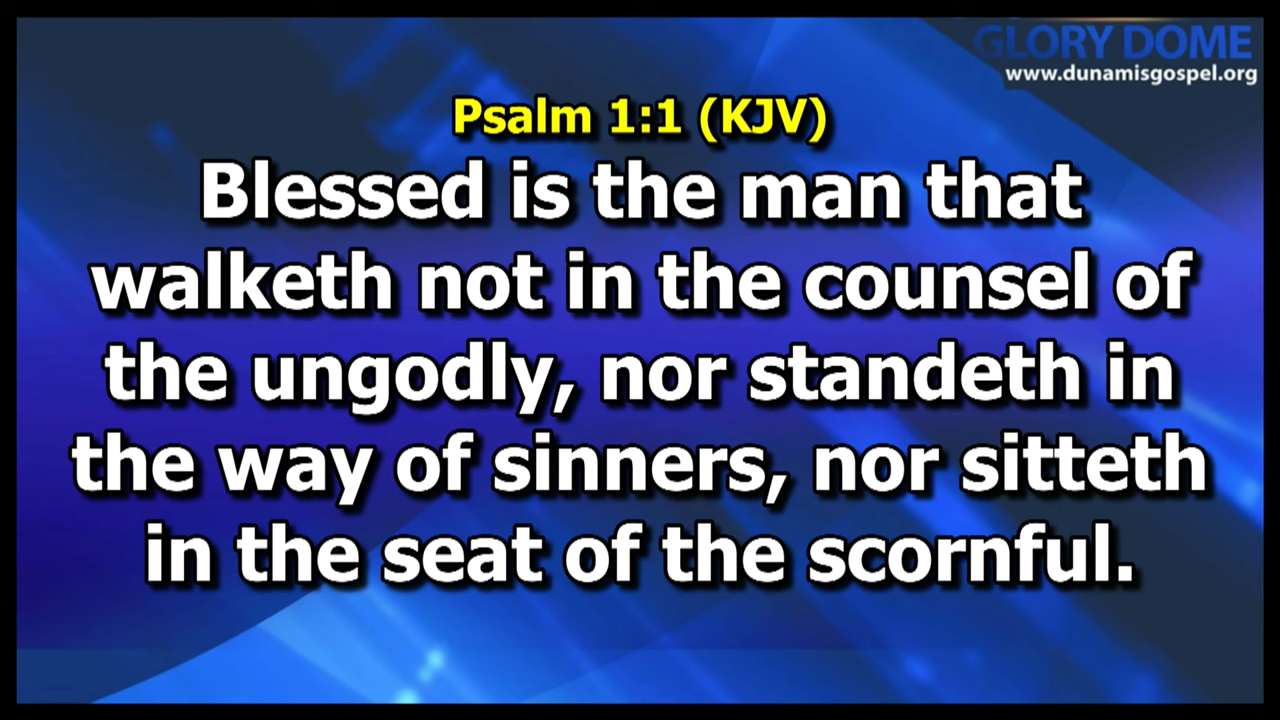 GLORY DOME
www.dunamisgospel.org
Psalm 1:1 (KJV)
Blessed is the man that
walketh not in the counsel of
the ungodly, nor standeth in
the way of sinners, nor sitteth
in the seat of the scornful.